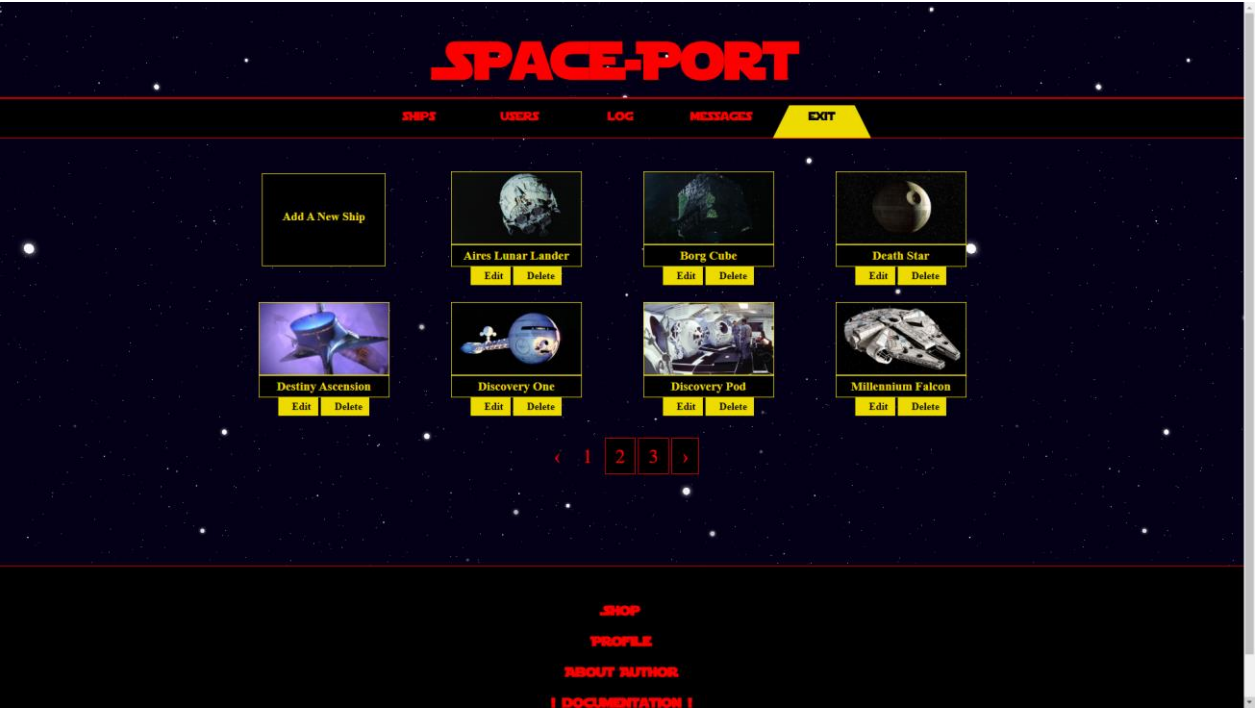 SPACE-PORT
SHIPS USERS LOG MESSAGES EXIT
Add A New Ship
Aires Lunar Lander
Edit Delete
Borg Cube
Edit Delete
Death Star
Edit Delete
Destiny Ascension
Edit Delete
Discovery One
Edit Delete
Discovery Pod
Edit Delete
Millennium Falcon
Edit Delete
‹ 1 2 3 ›
SHOP
PROFILE
ABOUT AUTHOR
| DOCUMENTATION |